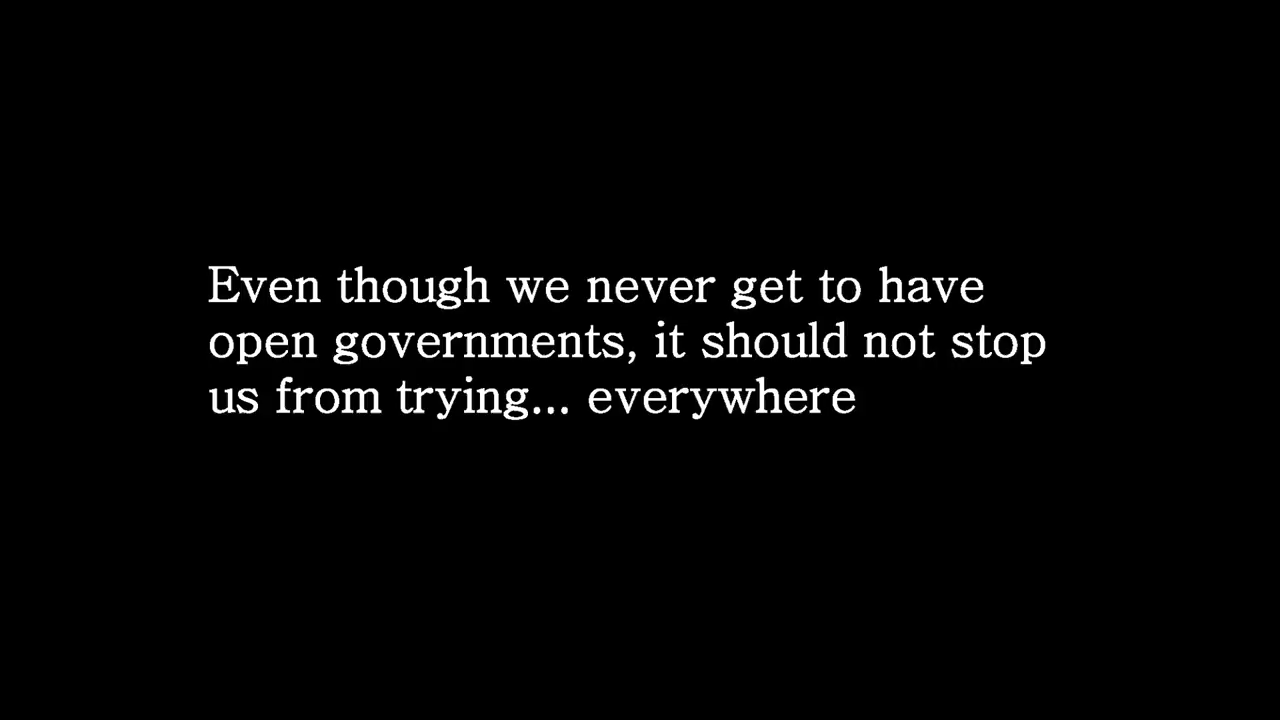 Even though we never get to have
open governments, it should not stop
us from trying... everywhere